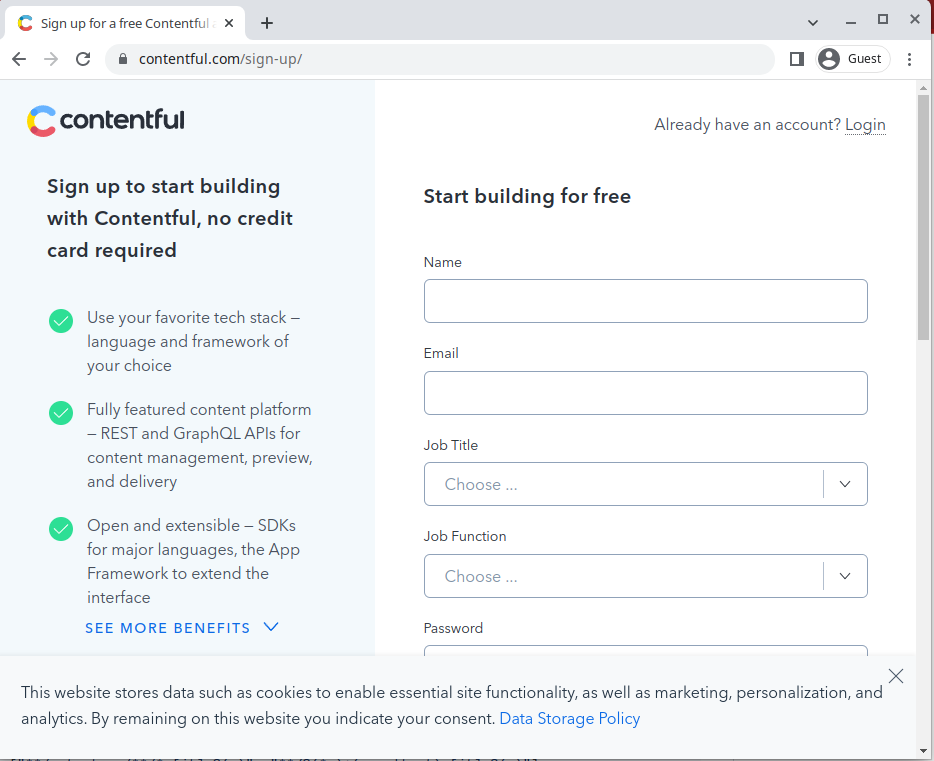 Sign up for a free Contentful a
contentful.com/sign-up/
Guest
contentful
Already have an account? Login
Sign up to start building
with Contentful, no credit
card required
Use your favorite tech stack –
language and framework of
your choice
Fully featured content platform
– REST and GraphQL APIs for
content management, preview,
and delivery
Open and extensible – SDKs
for major languages, the App
Framework to extend the
interface
SEE MORE BENEFITS
Start building for free
Name
Email
Job Title
Choose ...
Job Function
Choose ...
Password
This website stores data such as cookies to enable essential site functionality, as well as marketing, personalization, and
analytics. By remaining on this website you indicate your consent. Data Storage Policy